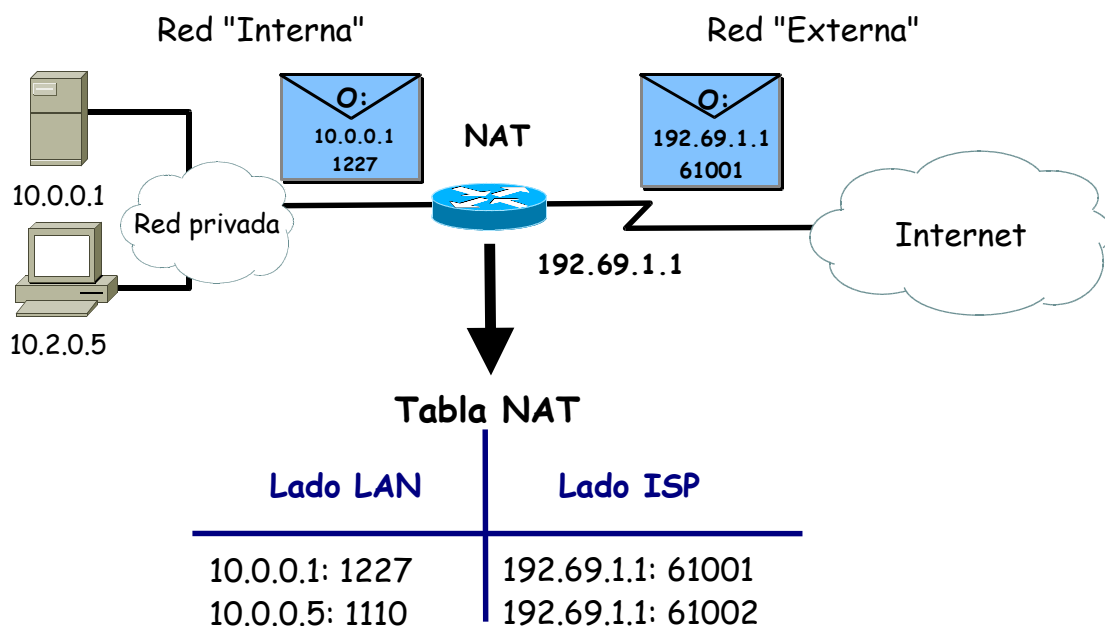 Red "Interna"
Red "Externa"
O:
10.0.0.1
1227
NAT
O:
192.69.1.1
61001
10.0.0.1
Red privada
Internet
192.69.1.1
10.2.0.5
Tabla NAT
Lado LAN
Lado ISP
10.0.0.1: 1227
192.69.1.1: 61001
10.0.0.5: 1110
192.69.1.1: 61002